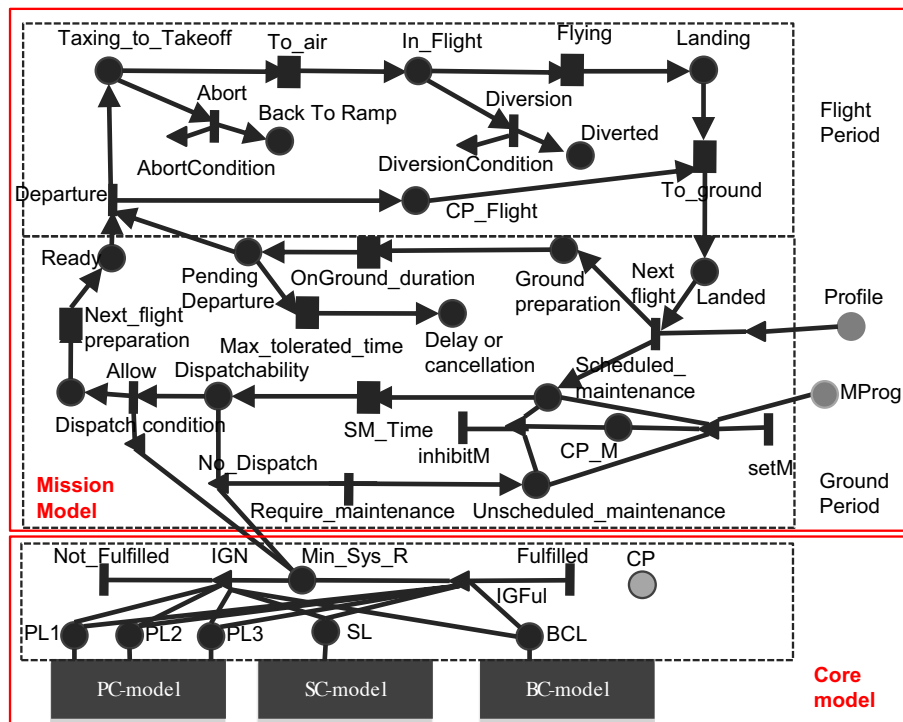 Taxing_to_Takeoff
To_air
In_Flight
Flying
Landing
Abort
Back To Ramp
AbortCondition
Diversion
Diverted
DiversionCondition
Flight
Period
Departure
CP_Flight
To_ground
Ready
Pending
Departure
OnGround_duration
Ground
preparation
Next
flight
Landed
Profile
Next_flight
preparation
Max_tolerated_time
Delay or
cancellation
Allow
Dispatchability
Scheduled_
maintenance
MProg
Dispatch condition
SM_Time
inhibitM
CP_M
setM
No_Dispatch
Mission
Model
Require_maintenance
Unscheduled_maintenance
Ground
Period
Not_Fulfilled
IGN
Min_Sys_R
Fulfilled
CP
IGFul
PL1
PL2
PL3
SL
BCL
PC-model
SC-model
BC-model
Core
model